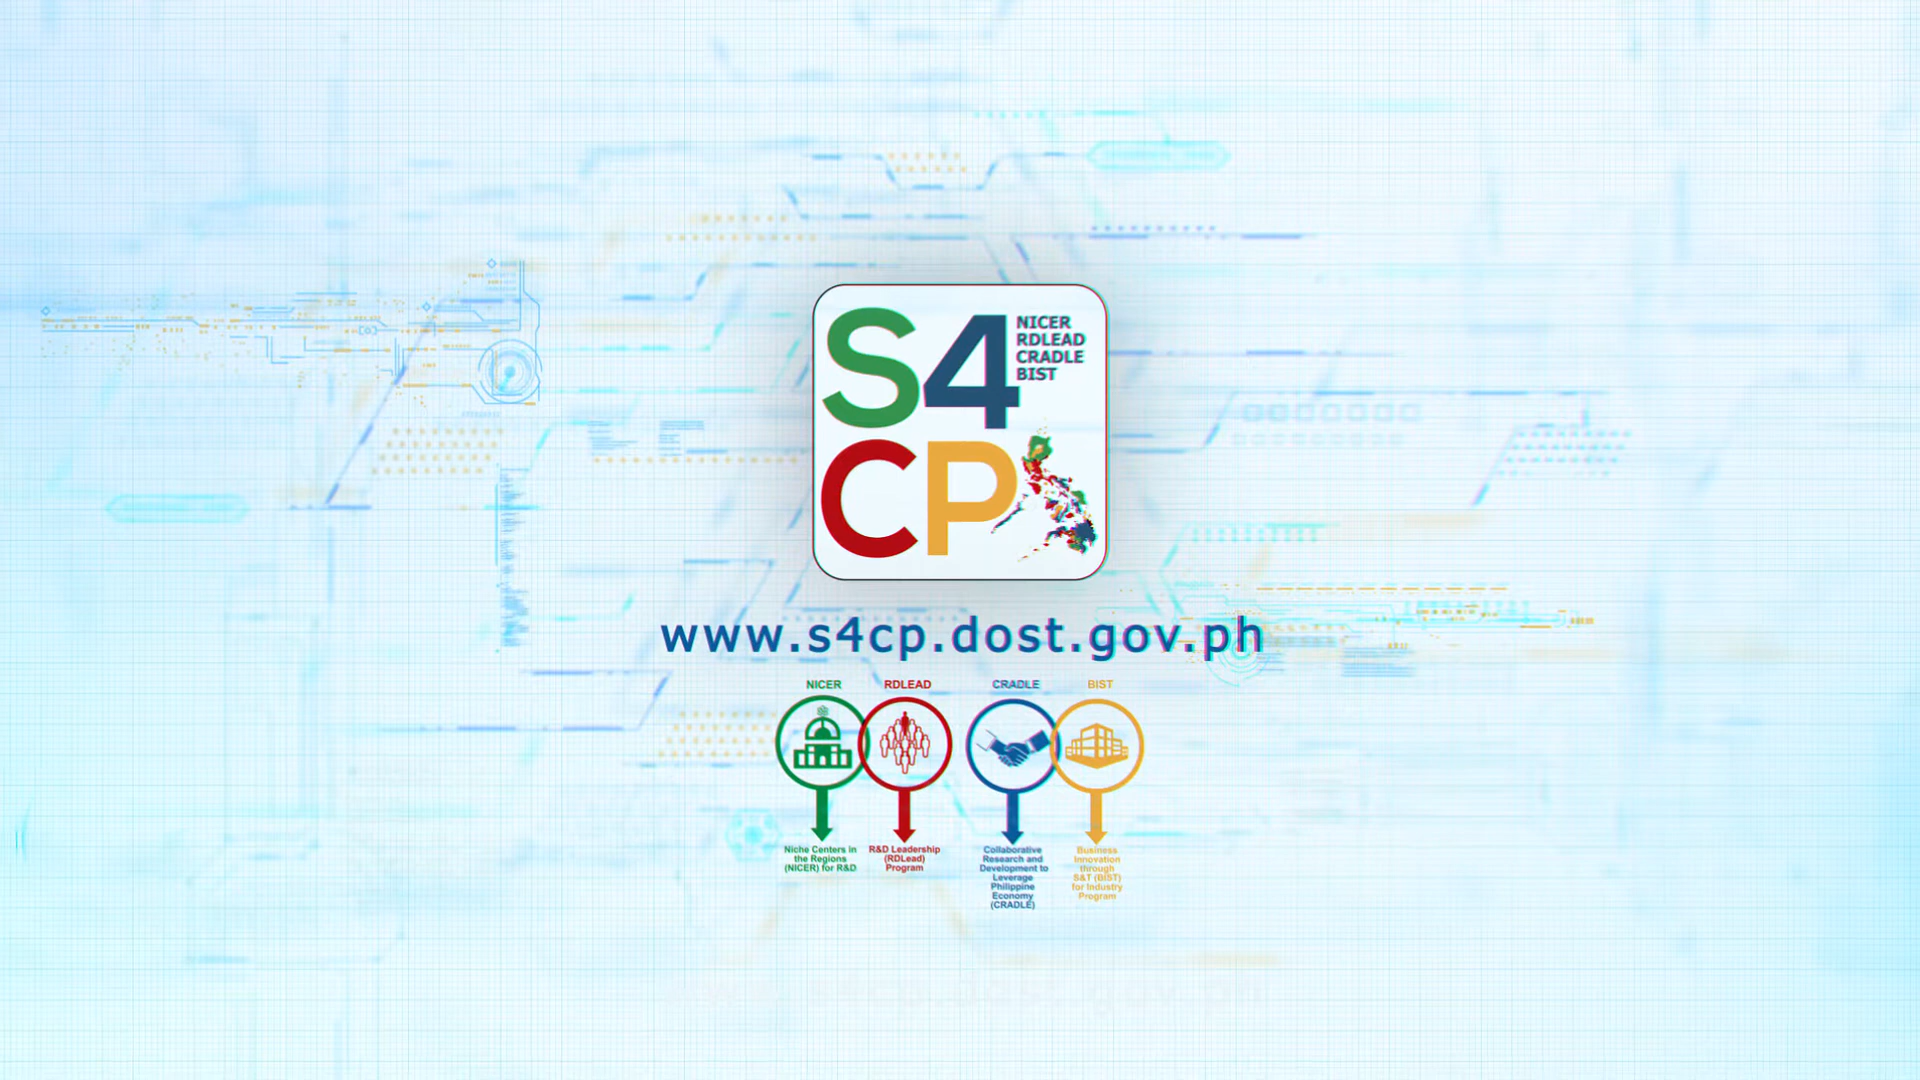 S4
NICER
RDLEAD
CRADLE
BIST
CP
www.s4cp.dost.gov.ph
NICER
RDLEAD
CRADLE
BIST
Niche Centers in
the Regions
(NICER) for R&D
R&D Leadership
(RDLead)
Program
Collaborative
Research and
Development to
Leverage
Philippine
Economy
(CRADLE)
Business
Innovation
through
S&T (BIST)
for Industry
Program